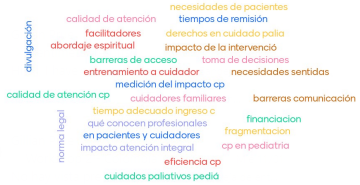 necesidades de pacientes
calidad de atención
tiempos de remisión
divulgación
facilitadores
derechos en cuidado palia
abordaje espiritual
impacto de la intervenció
barreras de acceso
toma de decisiones
entrenamiento a cuidador
necesidades sentidas
medición del impacto cp
calidad de atención cp
cuidadores familiares
barreras comunicación
tiempo adecuado ingreso c
financiacion
norma legal
qué conocen profesionales
fragmentacion
en pacientes y cuidadores
impacto atención integral
cp en pediatria
eficiencia cp
cuidados paliativos pediá